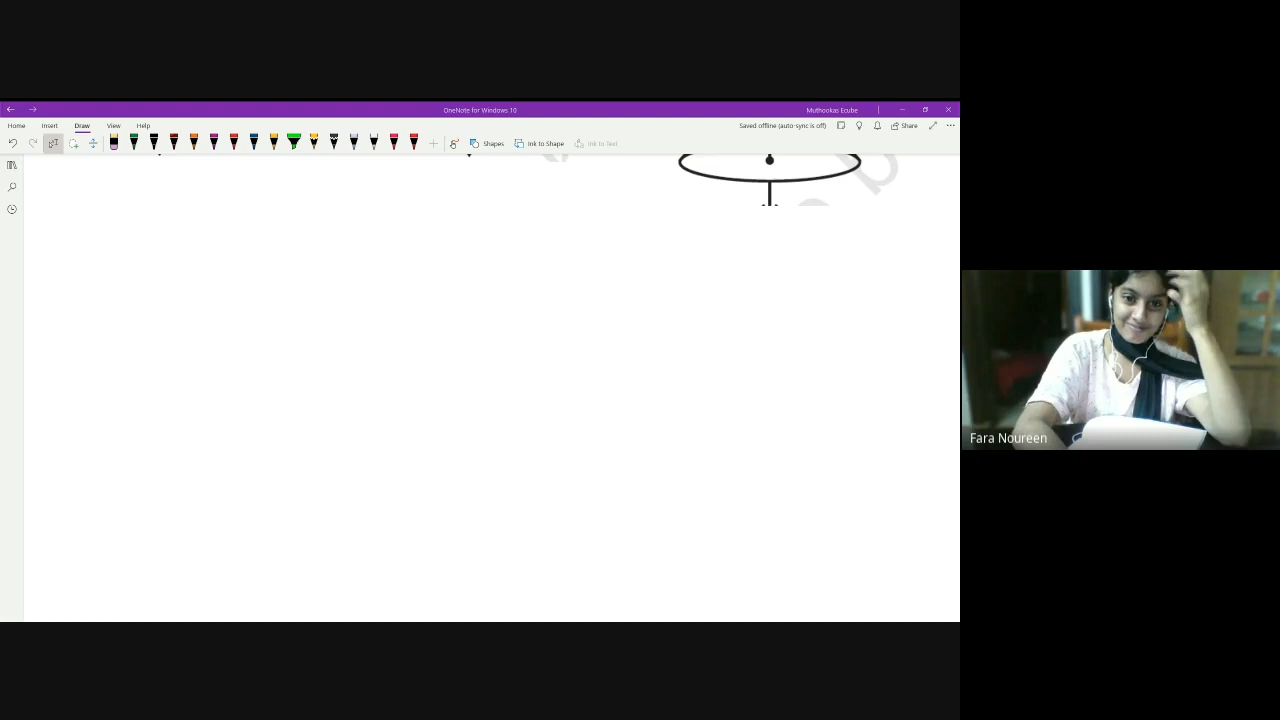 OneNote for Windows 10
Muthookas Ecube
Home Insert Draw View Help
Saved offline (auto-sync is off) Share
Shapes Ink to Shape Ink to Text
b
Fara Noureen